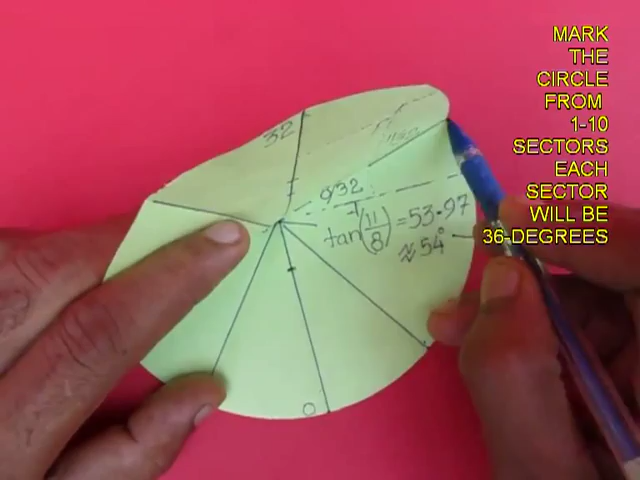 MARK
THE
CIRCLE
FROM
1-10
SECTORS
EACH
SECTOR
WILL BE
36-DEGREES
32
tan(11/8) = 53.97
≈ 54°